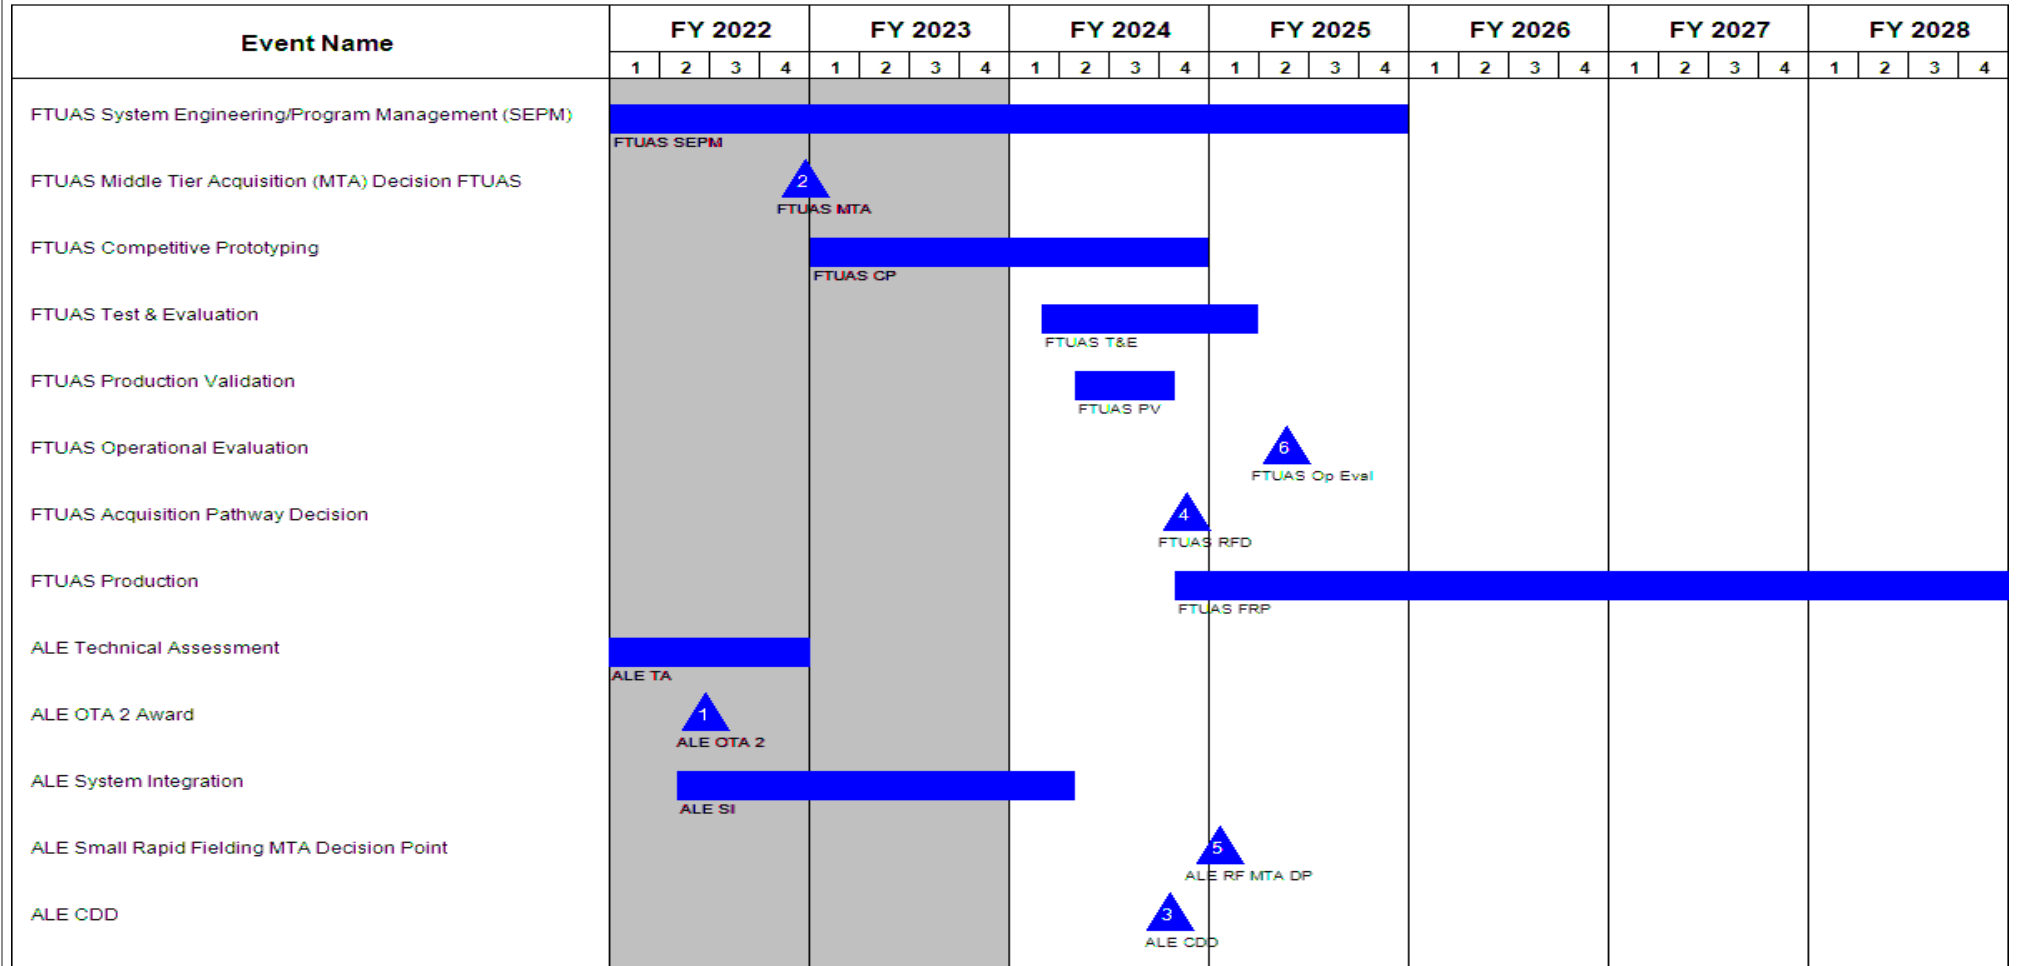 Event Name
FY 2022 FY 2023 FY 2024 FY 2025 FY 2026 FY 2027 FY 2028
1 2 3 4 1 2 3 4 1 2 3 4 1 2 3 4 1 2 3 4 1 2 3 4 1 2 3 4
FTUAS System Engineering/Program Management (SEPM)
FTUAS SEPM
FTUAS Middle Tier Acquisition (MTA) Decision FTUAS
2
FTUAS MTA
FTUAS Competitive Prototyping
FTUAS CP
FTUAS Test & Evaluation
FTUAS T&E
FTUAS Production Validation
FTUAS PV
FTUAS Operational Evaluation
6
FTUAS Op Eval
FTUAS Acquisition Pathway Decision
4
FTUAS RFD
FTUAS Production
FTUAS FRP
ALE Technical Assessment
ALE TA
ALE OTA 2 Award
1
ALE OTA 2
ALE System Integration
ALE SI
ALE Small Rapid Fielding MTA Decision Point
5
ALE RF MTA DP
ALE CDD
3
ALE CDD